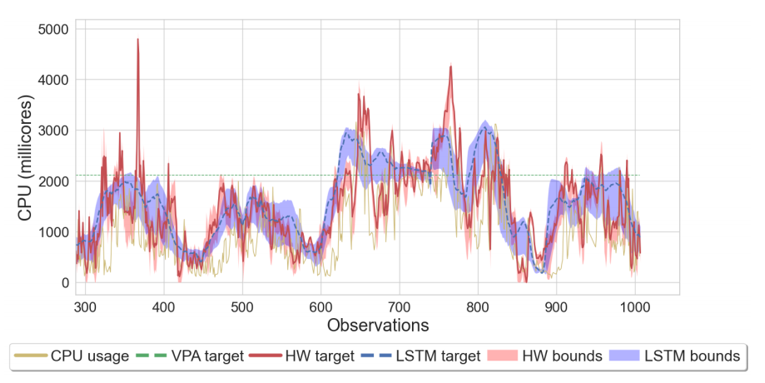 5000
4000
3000
2000
1000
0
CPU (millicores)
300 400 500 600 700 800 900 1000
Observations
CPU usage VPA target HW target LSTM target HW bounds LSTM bounds